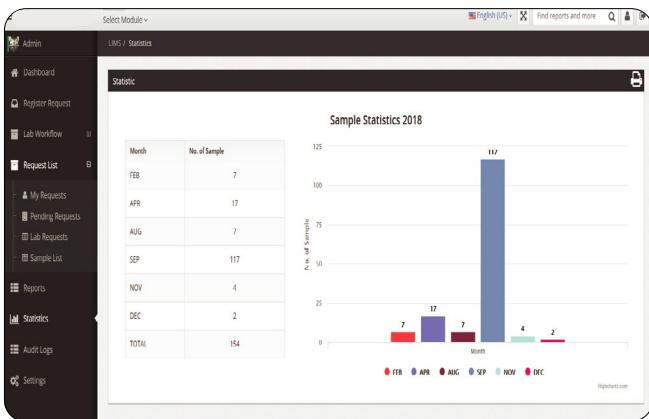 Select Module
English (US)
Find reports and more
Admin
LIMS / Statistics
Dashboard
Register Request
Lab Workflow
Request List
My Requests
Pending Requests
Lab Requests
Sample List
Reports
Statistics
Audit Logs
Settings
Statistic
Month No. of Sample
FEB 7
APR 17
AUG 7
SEP 117
NOV 4
DEC 2
TOTAL 154
Sample Statistics 2018
No. of Sample
125
100
75
50
25
0
7 17 7 117 4 2
Month
FEB APR AUG SEP NOV DEC
Highcharts.com